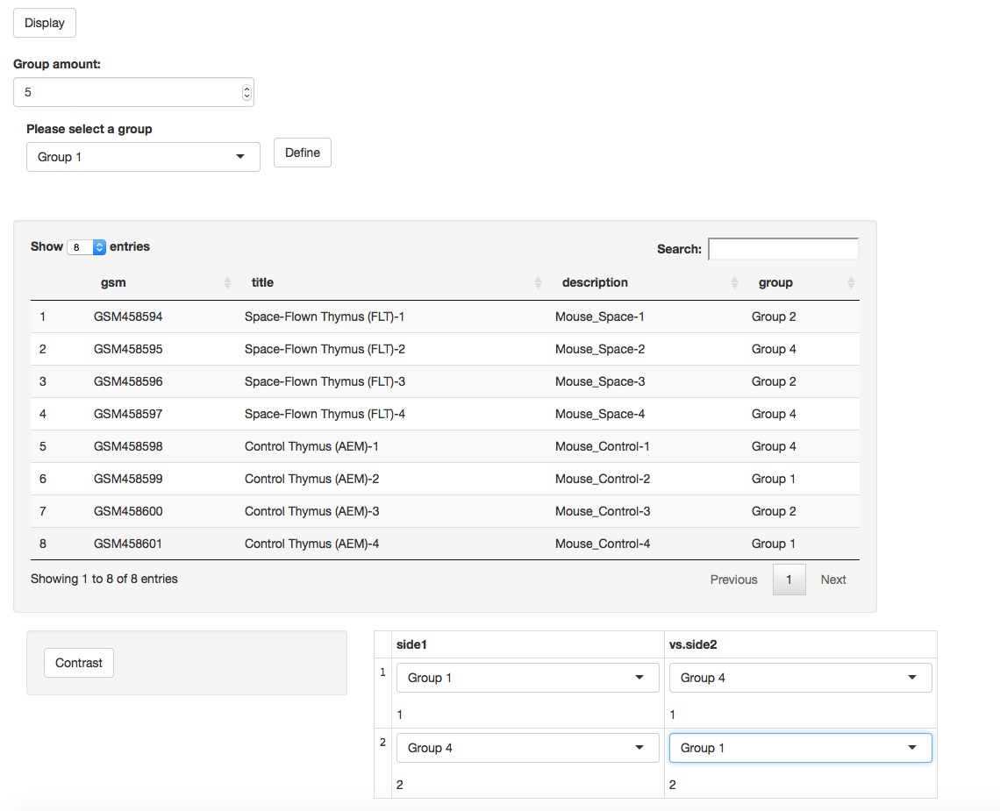 Display
Group amount:
5
Please select a group
Group 1 Define
Show 8 entries Search:
gsm title description group
1 GSM458594 Space-Flown Thymus (FLT)-1 Mouse_Space-1 Group 2
2 GSM458595 Space-Flown Thymus (FLT)-2 Mouse_Space-2 Group 4
3 GSM458596 Space-Flown Thymus (FLT)-3 Mouse_Space-3 Group 2
4 GSM458597 Space-Flown Thymus (FLT)-4 Mouse_Space-4 Group 4
5 GSM458598 Control Thymus (AEM)-1 Mouse_Control-1 Group 4
6 GSM458599 Control Thymus (AEM)-2 Mouse_Control-2 Group 1
7 GSM458600 Control Thymus (AEM)-3 Mouse_Control-3 Group 2
8 GSM458601 Control Thymus (AEM)-4 Mouse_Control-4 Group 1
Showing 1 to 8 of 8 entries Previous 1 Next
Contrast
side1 vs.side2
1 Group 1 Group 4
1 1
2 Group 4 Group 1
2 2